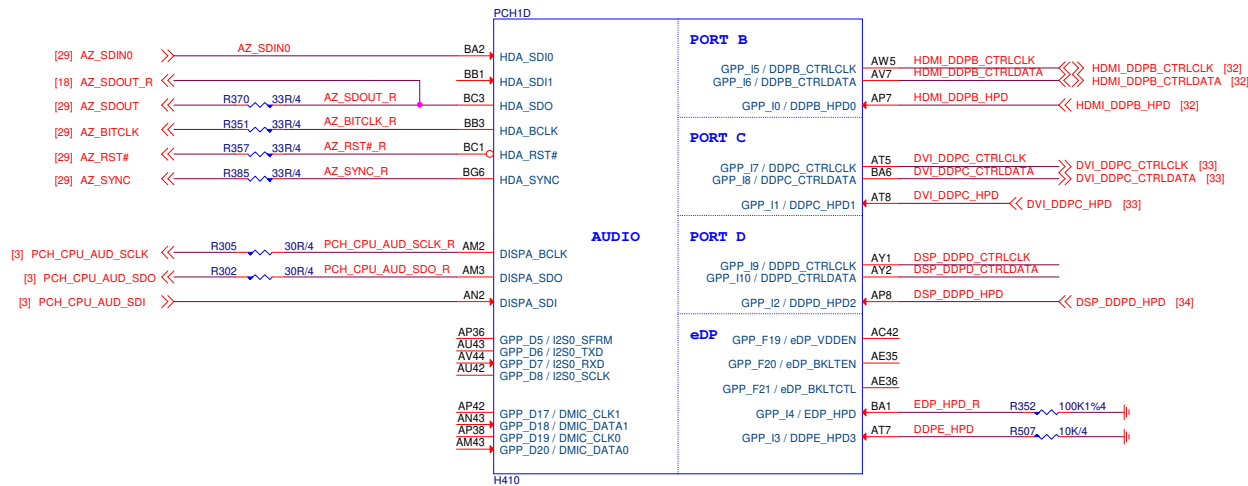 PCH1D
[29] AZ_SDIN0 AZ_SDIN0 BA2 HDA_SDI0
[18] AZ_SDOUT_R BB1 HDA_SDI1
[29] AZ_SDOUT R370 33R/4 AZ_SDOUT_R BC3 HDA_SDO
[29] AZ_BITCLK R351 33R/4 AZ_BITCLK_R BB3 HDA_BCLK
[29] AZ_RST# R357 33R/4 AZ_RST#_R BC1 HDA_RST#
[29] AZ_SYNC R385 33R/4 AZ_SYNC_R BG6 HDA_SYNC
AUDIO
[3] PCH_CPU_AUD_SCLK R305 30R/4 PCH_CPU_AUD_SCLK_R AM2 DISPA_BCLK
[3] PCH_CPU_AUD_SDO R302 30R/4 PCH_CPU_AUD_SDO_R AM3 DISPA_SDO
[3] PCH_CPU_AUD_SDI AN2 DISPA_SDI
AP36 GPP_D5 / I2S0_SFRM
AU43 GPP_D6 / I2S0_TXD
AV44 GPP_D7 / I2S0_RXD
AU42 GPP_D8 / I2S0_SCLK
AP42 GPP_D17 / DMIC_CLK1
AN43 GPP_D18 / DMIC_DATA1
AP38 GPP_D19 / DMIC_CLK0
AM43 GPP_D20 / DMIC_DATA0
PORT B
GPP_I5 / DDPB_CTRLCLK AW5 HDMI_DDPB_CTRLCLK HDMI_DDPB_CTRLCLK [32]
GPP_I6 / DDPB_CTRLDATA AV7 HDMI_DDPB_CTRLDATA HDMI_DDPB_CTRLDATA [32]
GPP_I0 / DDPB_HPD0 AP7 HDMI_DDPB_HPD HDMI_DDPB_HPD [32]
PORT C
GPP_I7 / DDPC_CTRLCLK AT5 DVI_DDPC_CTRLCLK DVI_DDPC_CTRLCLK [33]
GPP_I8 / DDPC_CTRLDATA BA6 DVI_DDPC_CTRLDATA DVI_DDPC_CTRLDATA [33]
GPP_I1 / DDPC_HPD1 AT8 DVI_DDPC_HPD DVI_DDPC_HPD [33]
PORT D
GPP_I9 / DDPD_CTRLCLK AY1 DSP_DDPD_CTRLCLK
GPP_I10 / DDPD_CTRLDATA AY2 DSP_DDPD_CTRLDATA
GPP_I2 / DDPD_HPD2 AP8 DSP_DDPD_HPD DSP_DDPD_HPD [34]
eDP
GPP_F19 / eDP_VDDEN AC42
GPP_F20 / eDP_BKLTEN AE35
GPP_F21 / eDP_BKLTCTL AE36
GPP_I4 / EDP_HPD BA1 EDP_HPD_R R352 100K1%4
GPP_I3 / DDPE_HPD3 AT7 DDPE_HPD R507 10K/4
H410